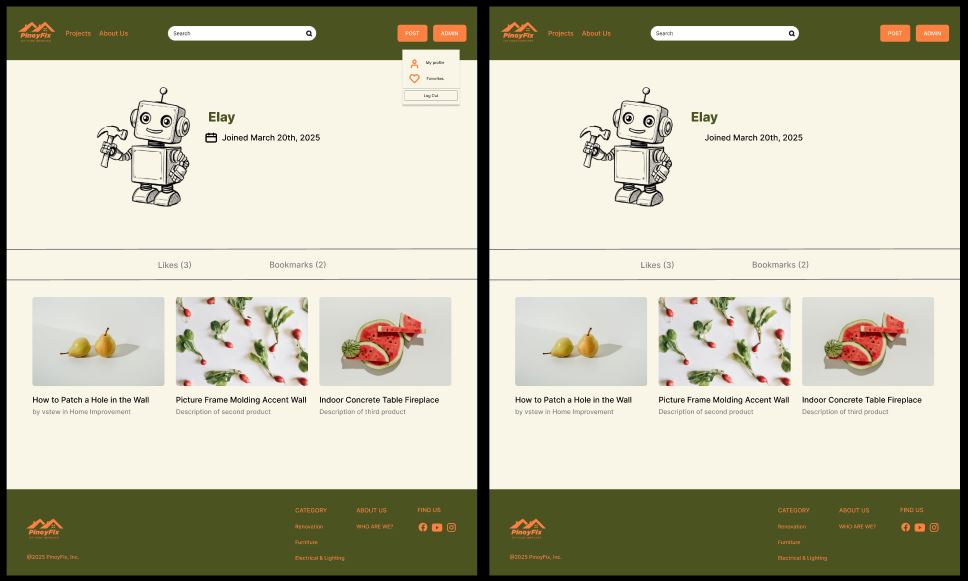 PinoyFix
Projects
About Us
Search
POST
ADMIN
My profile
Favorites
Log Out
Elay
Joined March 20th, 2025
Likes (3)
Bookmarks (2)
How to Patch a Hole in the Wall
by vstew in Home Improvement
Picture Frame Molding Accent Wall
Description of second product
Indoor Concrete Table Fireplace
Description of third product
PinoyFix
@2025 PinoyFix, Inc.
CATEGORY
Renovation
Furniture
Electrical & Lighting
ABOUT US
WHO ARE WE?
FIND US
PinoyFix
Projects
About Us
Search
POST
ADMIN
Elay
Joined March 20th, 2025
Likes (3)
Bookmarks (2)
How to Patch a Hole in the Wall
by vstew in Home Improvement
Picture Frame Molding Accent Wall
Description of second product
Indoor Concrete Table Fireplace
Description of third product
PinoyFix
@2025 PinoyFix, Inc.
CATEGORY
Renovation
Furniture
Electrical & Lighting
ABOUT US
WHO ARE WE?
FIND US